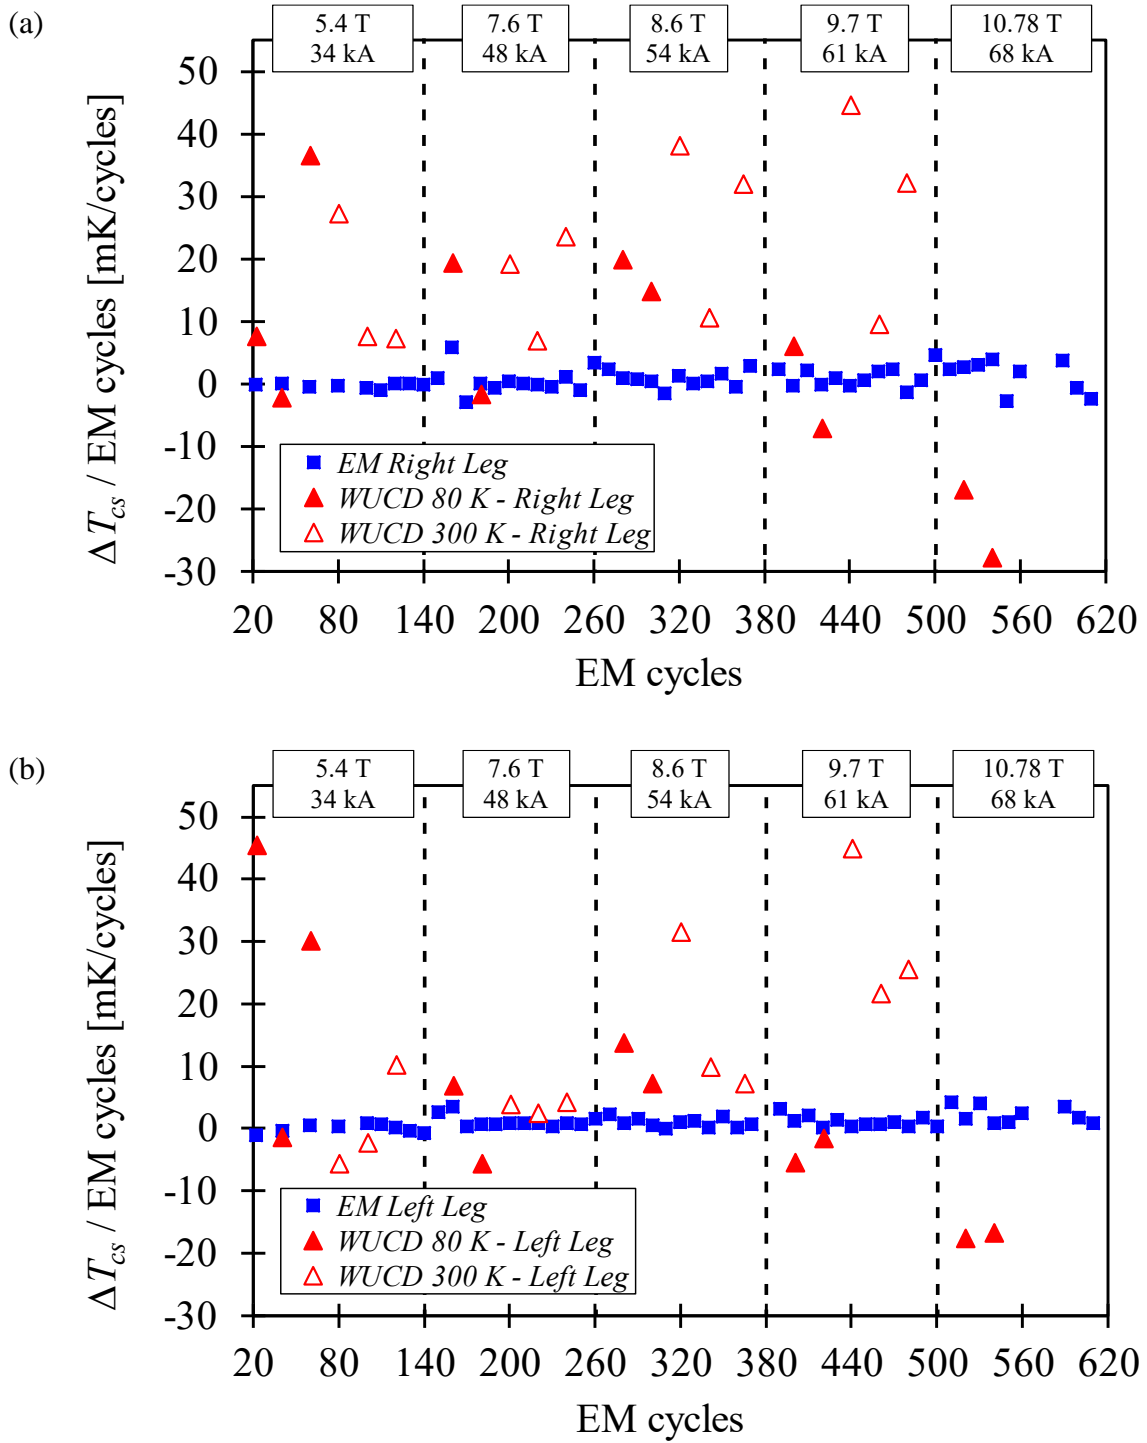 (a)
5.4 T
34 kA
7.6 T
48 kA
8.6 T
54 kA
9.7 T
61 kA
10.78 T
68 kA
ΔT_cs / EM cycles [mK/cycles]
50
40
30
20
10
0
-10
-20
-30
EM Right Leg
WUCD 80 K - Right Leg
WUCD 300 K - Right Leg
20 80 140 200 260 320 380 440 500 560 620
EM cycles
(b)
5.4 T
34 kA
7.6 T
48 kA
8.6 T
54 kA
9.7 T
61 kA
10.78 T
68 kA
ΔT_cs / EM cycles [mK/cycles]
50
40
30
20
10
0
-10
-20
-30
EM Left Leg
WUCD 80 K - Left Leg
WUCD 300 K - Left Leg
20 80 140 200 260 320 380 440 500 560 620
EM cycles